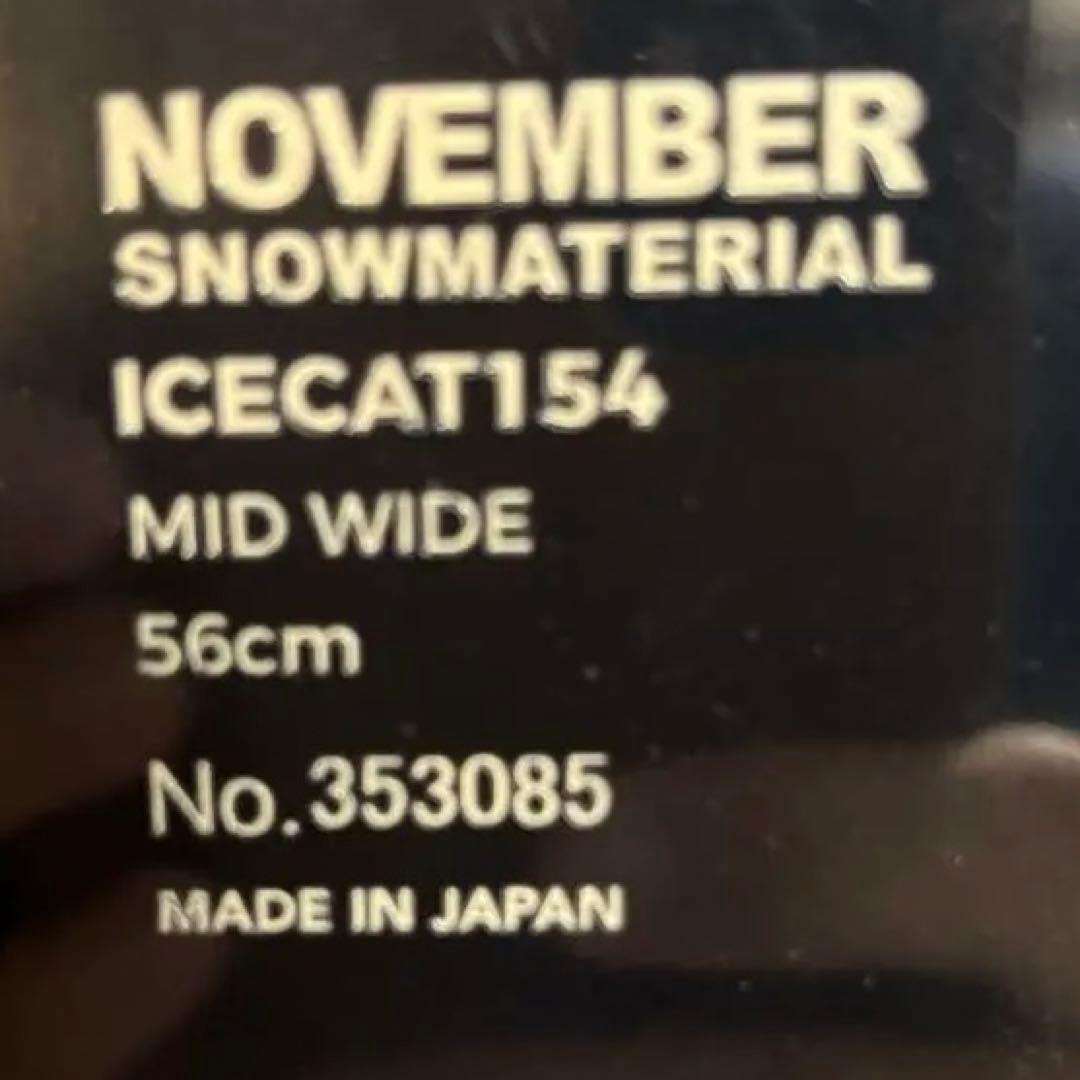 NOVEMBER
SNOWMATERIAL
ICECAT154
MID WIDE
56cm
No.353085
MADE IN JAPAN